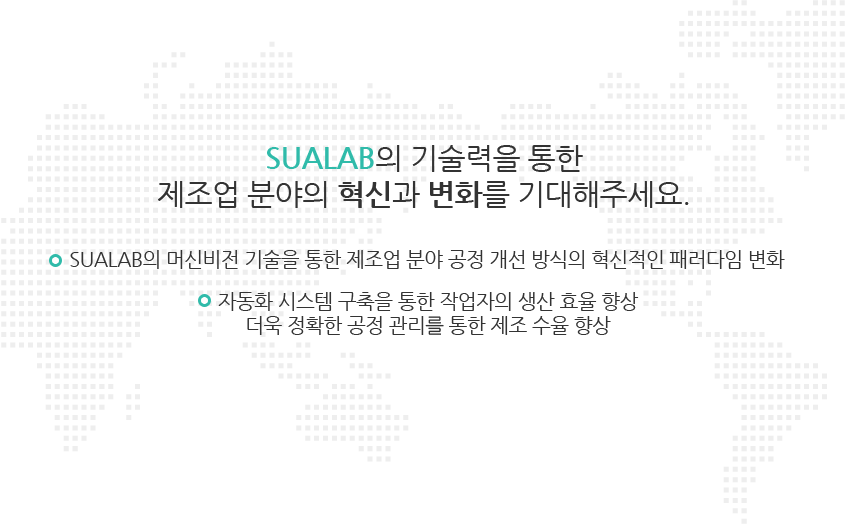 SUALAB의 기술력을 통한
제조업 분야의 혁신과 변화를 기대해주세요.
SUALAB의 머신비전 기술을 통한 제조업 분야 공정 개선 방식의 혁신적인 패러다임 변화
자동화 시스템 구축을 통한 작업자의 생산 효율 향상
더욱 정확한 공정 관리를 통한 제조 수율 향상